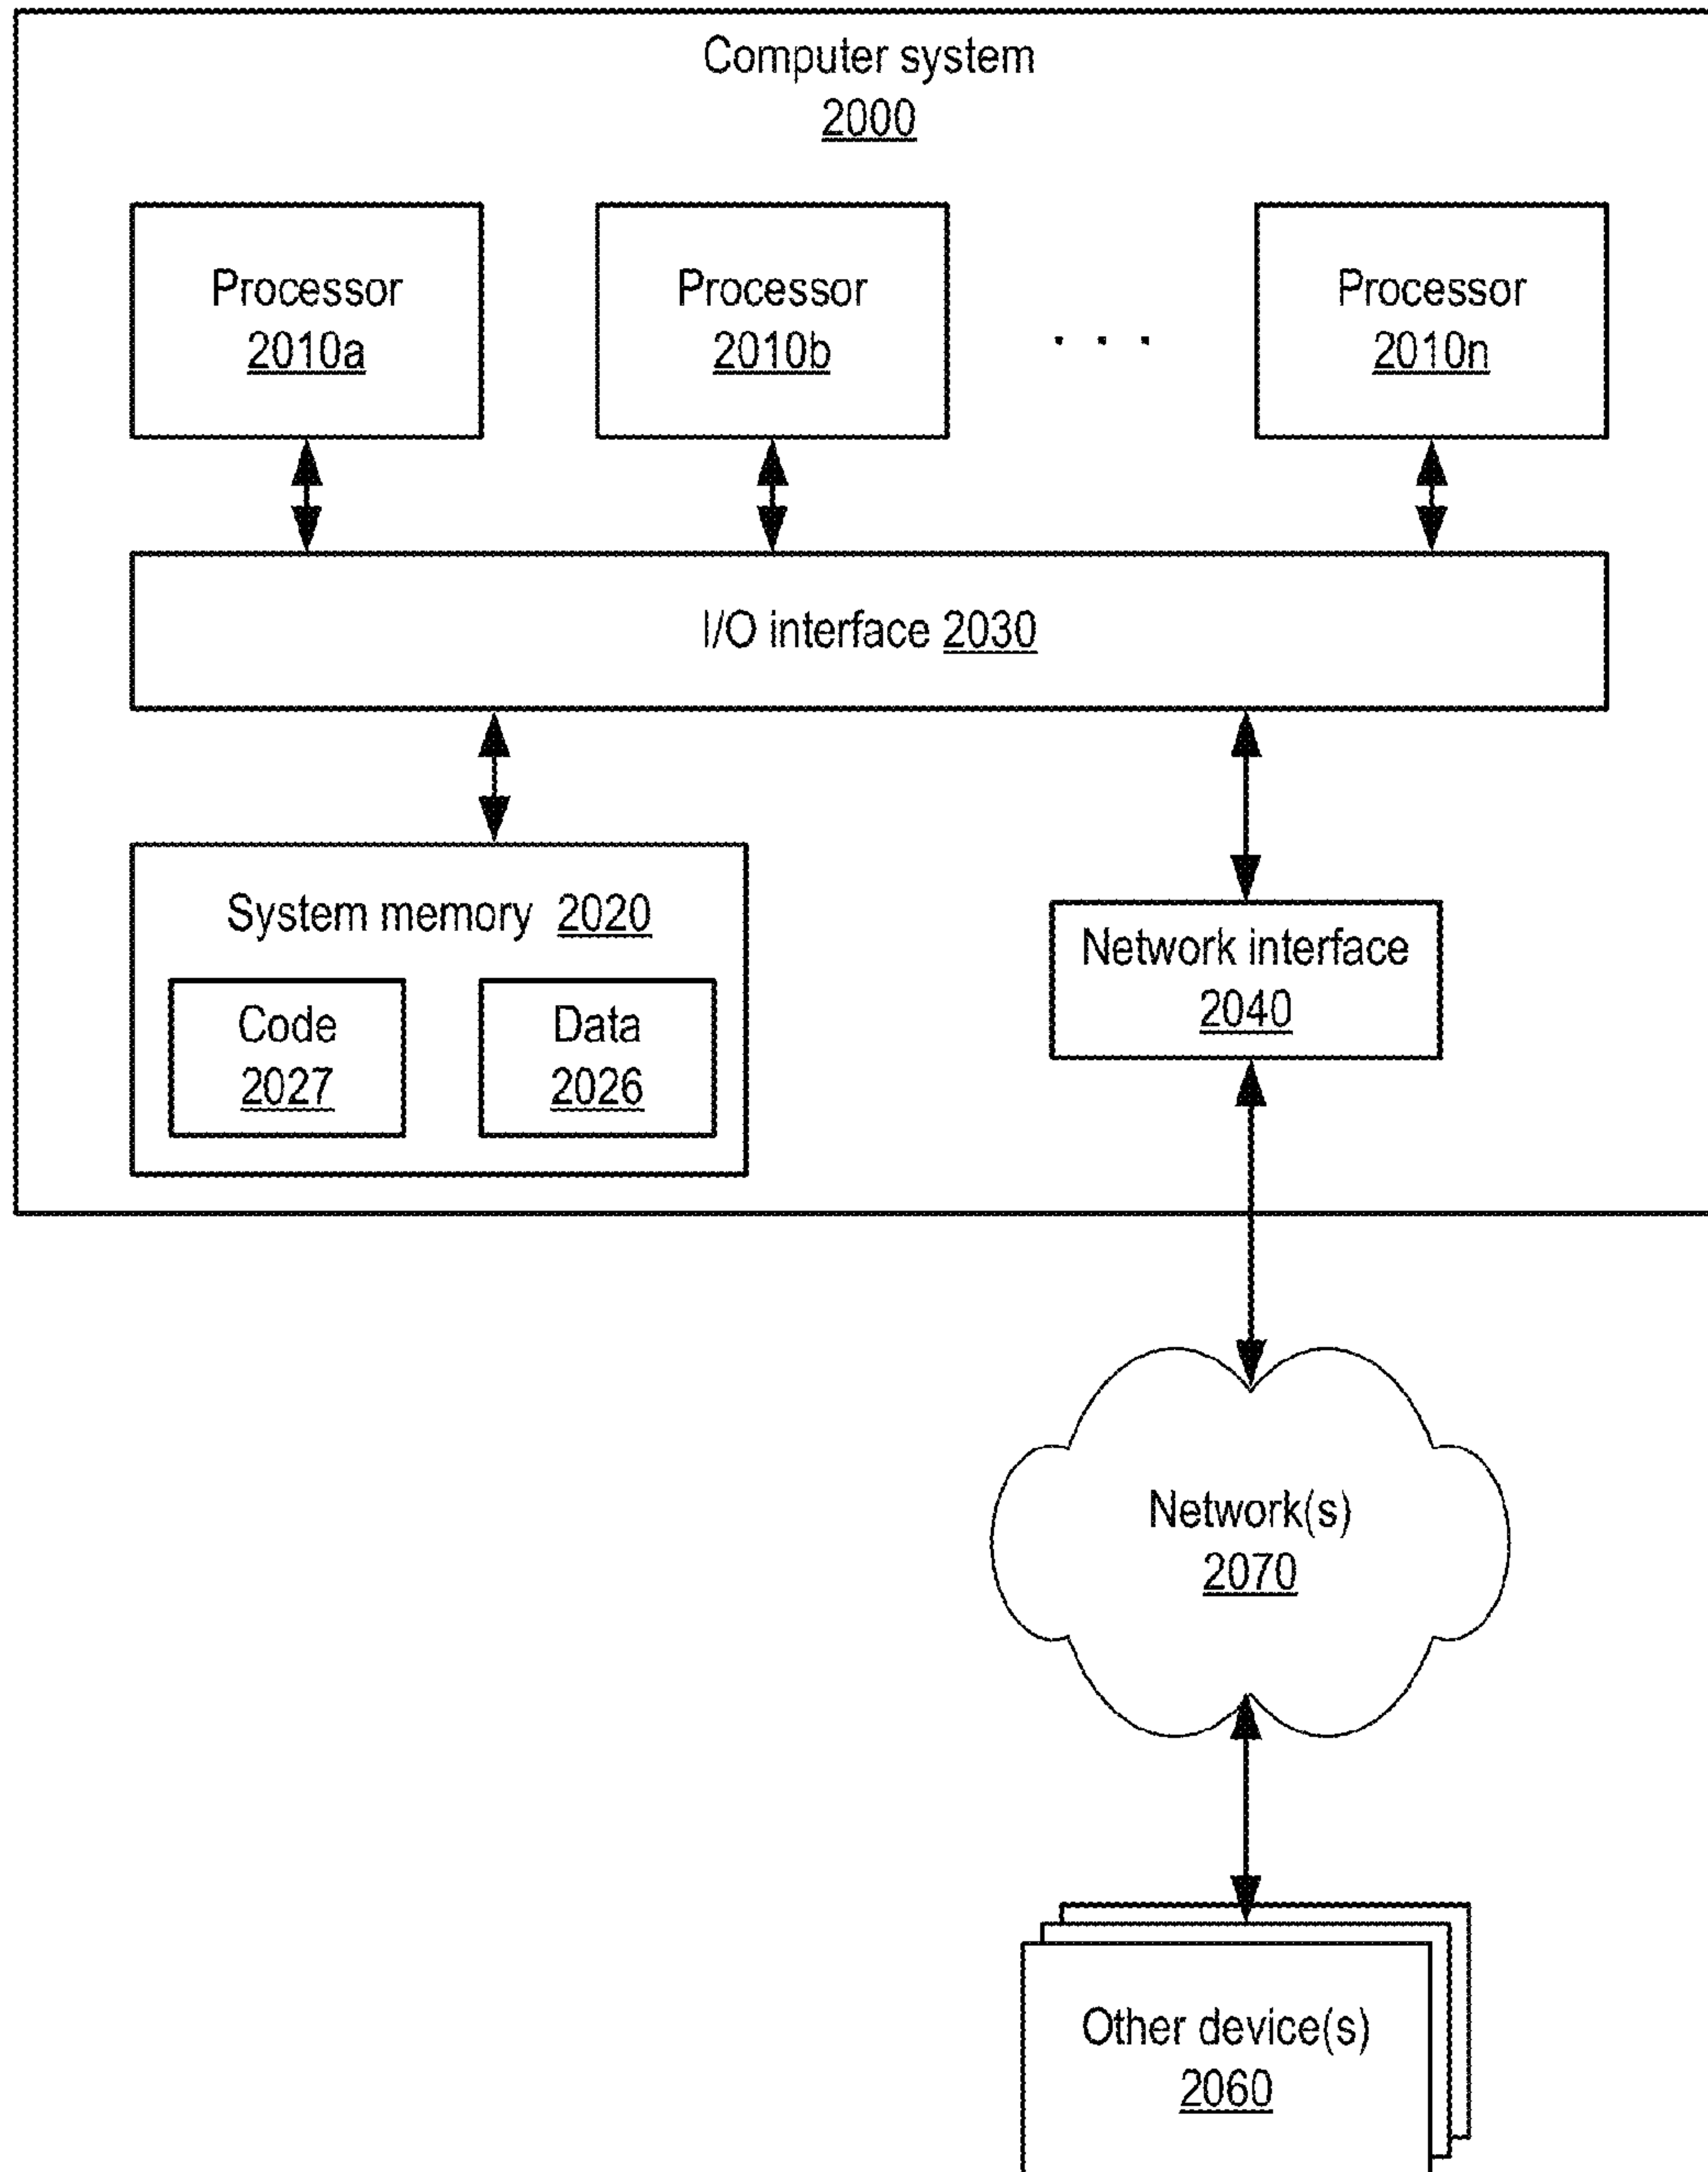 Computer system
2000
Processor
2010a
Processor
2010b
. . .
Processor
2010n
I/O interface 2030
System memory 2020
Code
2027
Data
2026
Network interface
2040
Network(s)
2070
Other device(s)
2060